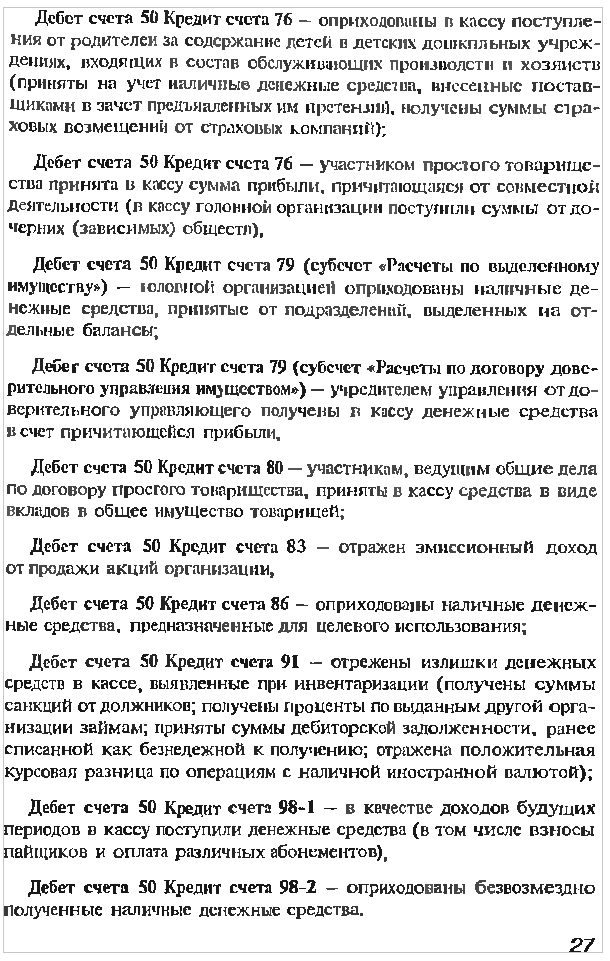 Дебет счета 50 Кредит счета 76 — оприходованы в кассу поступле-
ния от родителей за содержание детей в детских дошкольных учреж-
дениях, входящих в состав обслуживающих производств и хозяйств
(приняты на учет наличные денежные средства, внесенные постав-
щиками в зачет предъявленных им претензий, получены суммы стра-
ховых возмещений от страховых компаний);
Дебет счета 50 Кредит счета 76 — участником простого товарище-
ства принята в кассу сумма прибыли, причитающаяся от совместной
деятельности (в кассу головной организации поступили суммы от до-
черних (зависимых) обществ),
Дебет счета 50 Кредит счета 79 (субсчет «Расчеты по выделенному
имуществу») — головной организацией оприходованы наличные де-
нежные средства, принятые от подразделений, выделенных на от-
дельные балансы;
Дебет счета 50 Кредит счета 79 (субсчет «Расчеты по договору дове-
рительного управления имуществом») — учредителем управления от до-
верительного управляющего получены в кассу денежные средства
в счет причитающейся прибыли,
Дебет счета 50 Кредит счета 80 — участникам, ведущим общие дела
по договору простого товарищества, приняты в кассу средства в виде
вкладов в общее имущество товарищей;
Дебет счета 50 Кредит счета 83 — отражен эмиссионный доход
от продажи акций организации,
Дебет счета 50 Кредит счета 86 — оприходованы наличные денеж-
ные средства, предназначенные для целевого использования;
Дебет счета 50 Кредит счета 91 — отрежены излишки денежных
средств в кассе, выявленные при инвентаризации (получены суммы
санкций от должников; получены проценты по выданным другой орга-
низации займам; приняты суммы дебиторской задолженности, ранее
списанной как безнедежной к получению; отражена положительная
курсовая разница по операциям с наличной иностранной валютой);
Дебет счета 50 Кредит счета 98-1 — в качестве доходов будущих
периодов в кассу поступили денежные средства (в том числе взносы
пайщиков и оплата различных абонементов),
Дебет счета 50 Кредит счета 98-2 — оприходованы безвозмездно
полученные наличные денежные средства.
27